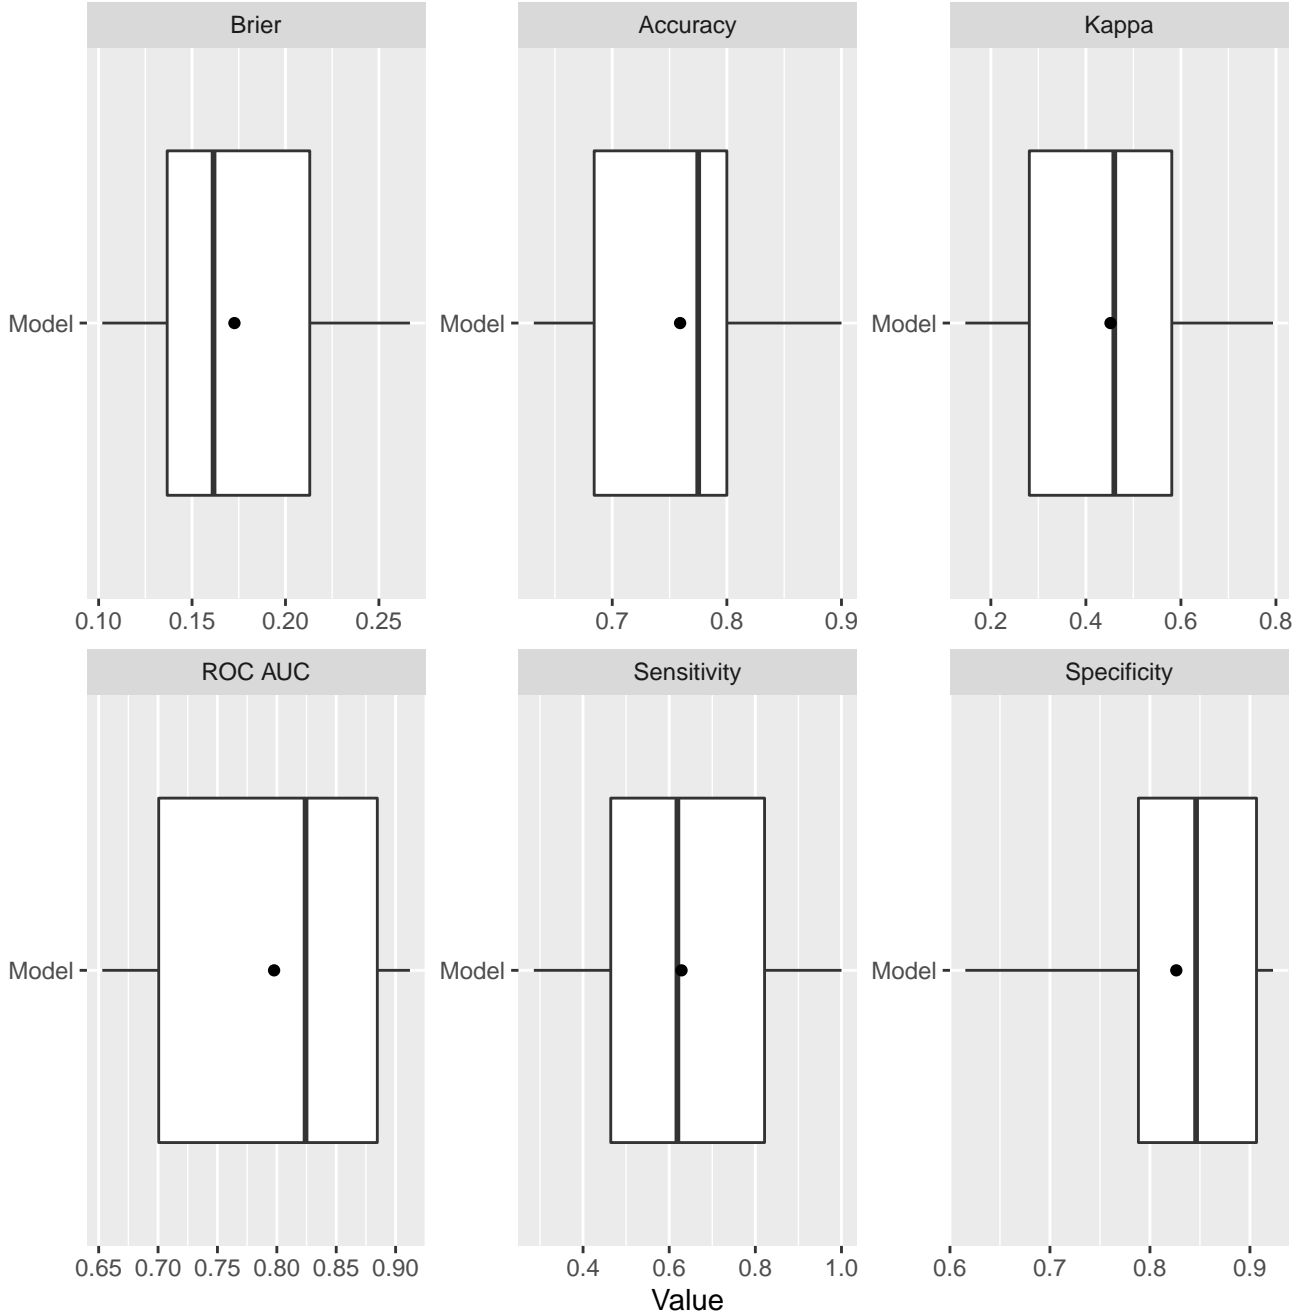 Brier Accuracy Kappa
Model Model Model
0.10 0.15 0.20 0.25 0.7 0.8 0.9 0.2 0.4 0.6 0.8
ROC AUC Sensitivity Specificity
Model Model Model
0.65 0.70 0.75 0.80 0.85 0.90 0.4 0.6 0.8 1.0 0.6 0.7 0.8 0.9
Value